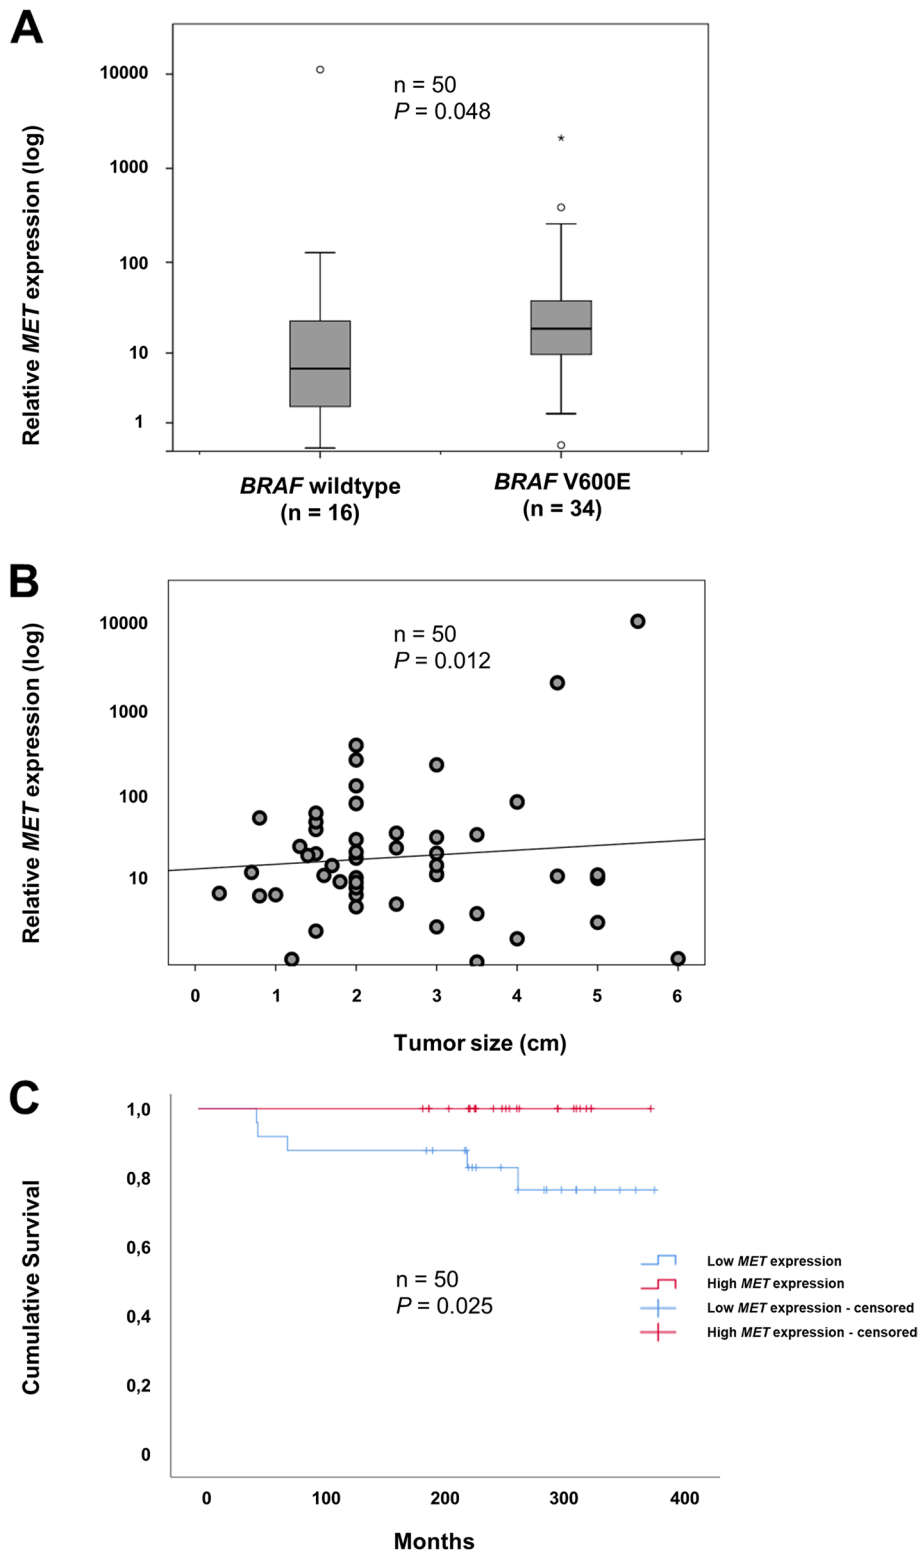 A
Relative MET expression (log)
10000
1000
100
10
1
n = 50
P = 0.048
BRAF wildtype
(n = 16)
BRAF V600E
(n = 34)
B
Relative MET expression (log)
10000
1000
100
10
n = 50
P = 0.012
0 1 2 3 4 5 6
Tumor size (cm)
C
Cumulative Survival
1,0
0,8
0,6
0,4
0,2
0
n = 50
P = 0.025
Low MET expression
High MET expression
Low MET expression - censored
High MET expression - censored
0 100 200 300 400
Months